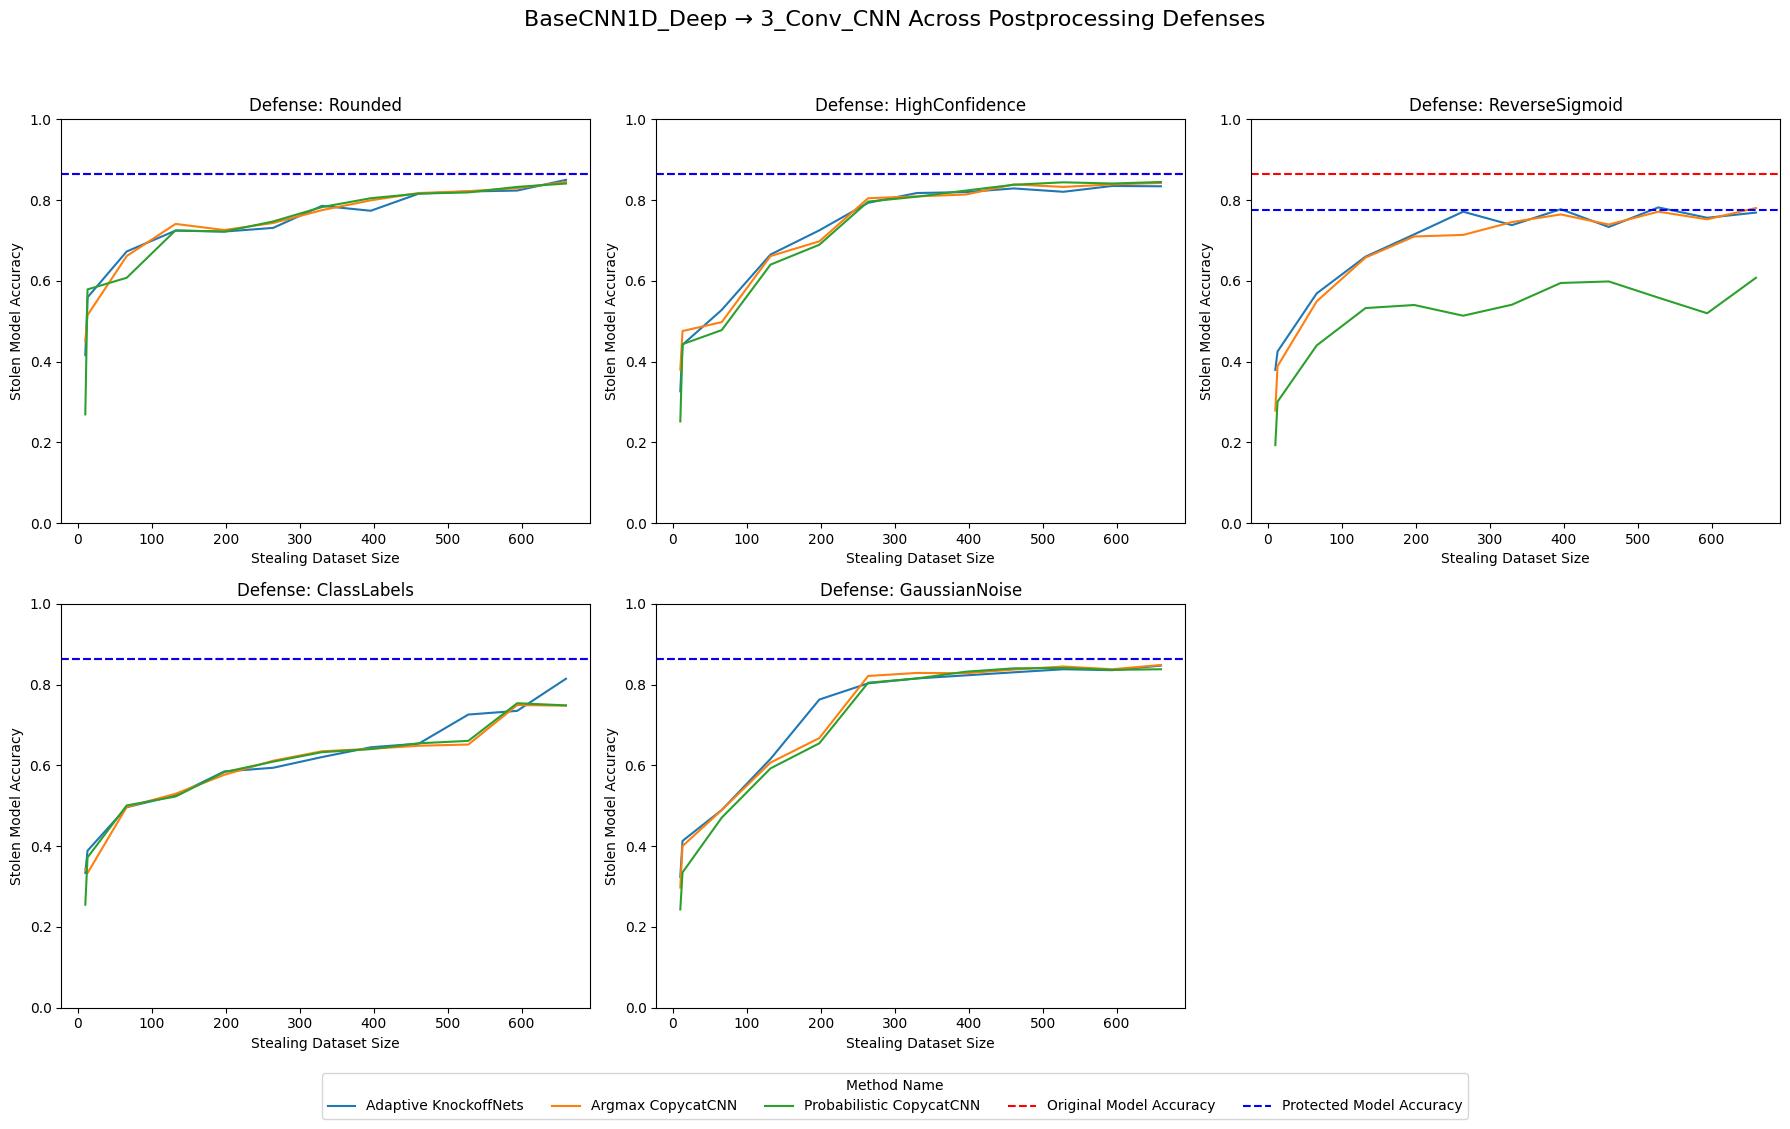 BaseCNN1D_Deep → 3_Conv_CNN Across Postprocessing Defenses
Defense: Rounded
Stolen Model Accuracy
1.0
0.8
0.6
0.4
0.2
0.0
0 100 200 300 400 500 600
Stealing Dataset Size
Defense: HighConfidence
Stolen Model Accuracy
1.0
0.8
0.6
0.4
0.2
0.0
0 100 200 300 400 500 600
Stealing Dataset Size
Defense: ReverseSigmoid
Stolen Model Accuracy
1.0
0.8
0.6
0.4
0.2
0.0
0 100 200 300 400 500 600
Stealing Dataset Size
Defense: ClassLabels
Stolen Model Accuracy
1.0
0.8
0.6
0.4
0.2
0.0
0 100 200 300 400 500 600
Stealing Dataset Size
Defense: GaussianNoise
Stolen Model Accuracy
1.0
0.8
0.6
0.4
0.2
0.0
0 100 200 300 400 500 600
Stealing Dataset Size
Method Name
Adaptive KnockoffNets Argmax CopycatCNN Probabilistic CopycatCNN Original Model Accuracy Protected Model Accuracy